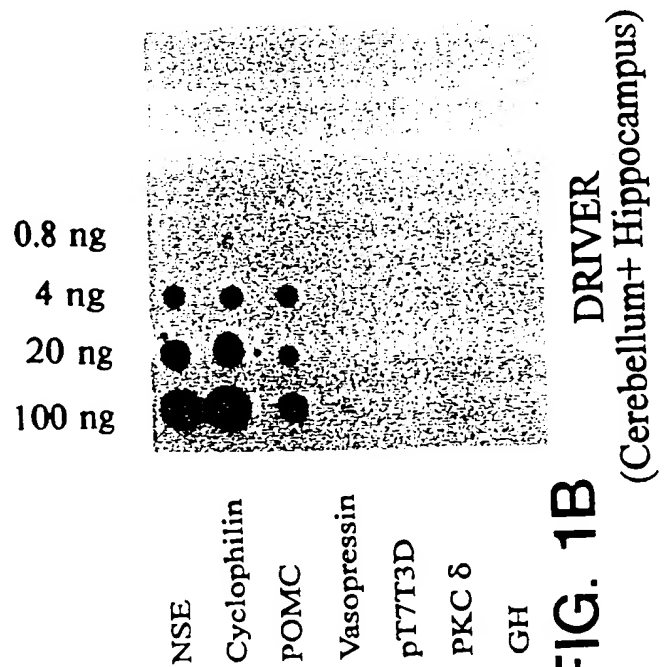 0.8 ng
4 ng
20 ng
100 ng
NSE
Cyclophilin
POMC
Vasopressin
pT7T3D
PKC δ
GH
DRIVER
(Cerebellum+ Hippocampus)
FIG. 1B